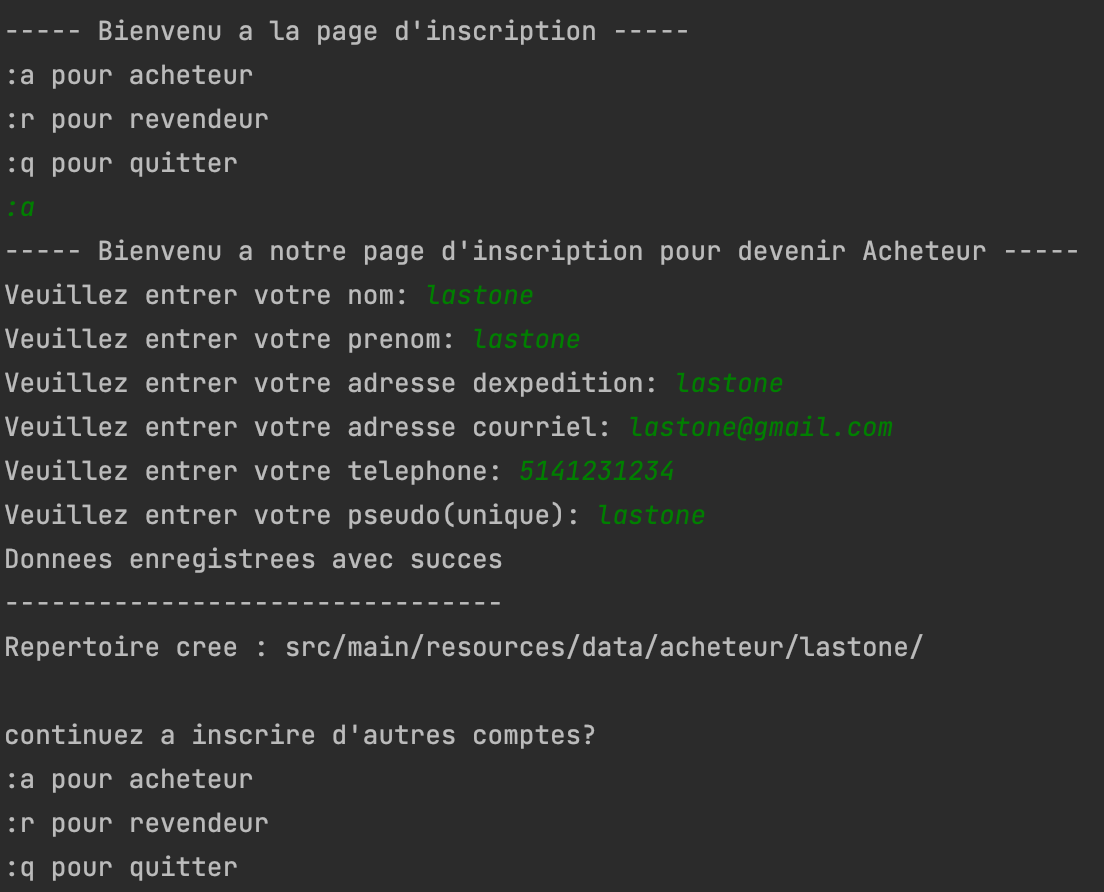 ----- Bienvenu a la page d'inscription -----
:a pour acheteur
:r pour revendeur
:q pour quitter
:a
----- Bienvenu a notre page d'inscription pour devenir Acheteur -----
Veuillez entrer votre nom: lastone
Veuillez entrer votre prenom: lastone
Veuillez entrer votre adresse dexpedition: lastone
Veuillez entrer votre adresse courriel: lastone@gmail.com
Veuillez entrer votre telephone: 5141231234
Veuillez entrer votre pseudo(unique): lastone
Donnees enregistrees avec succes
--------------------------------
Repertoire cree : src/main/resources/data/acheteur/lastone/
continuez a inscrire d'autres comptes?
:a pour acheteur
:r pour revendeur
:q pour quitter